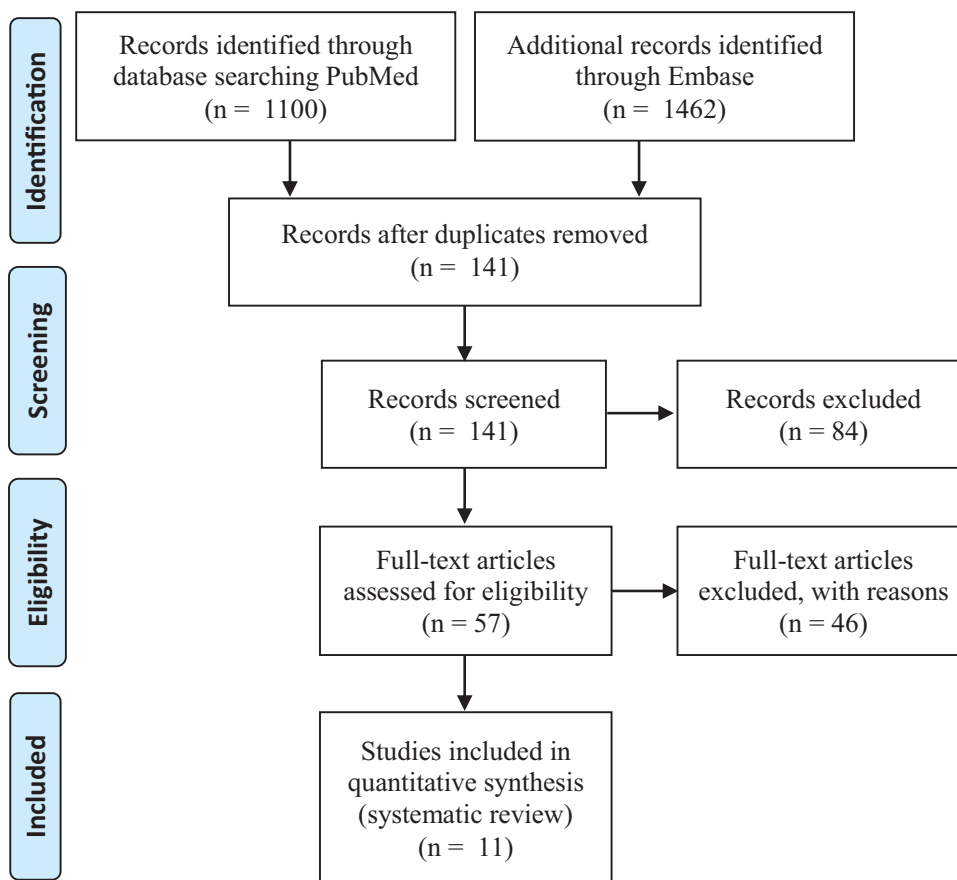 Identification
Records identified through
database searching PubMed
(n = 1100)
Additional records identified
through Embase
(n = 1462)
Records after duplicates removed
(n = 141)
Screening
Records screened
(n = 141)
Records excluded
(n = 84)
Eligibility
Full-text articles
assessed for eligibility
(n = 57)
Full-text articles
excluded, with reasons
(n = 46)
Included
Studies included in
quantitative synthesis
(systematic review)
(n = 11)